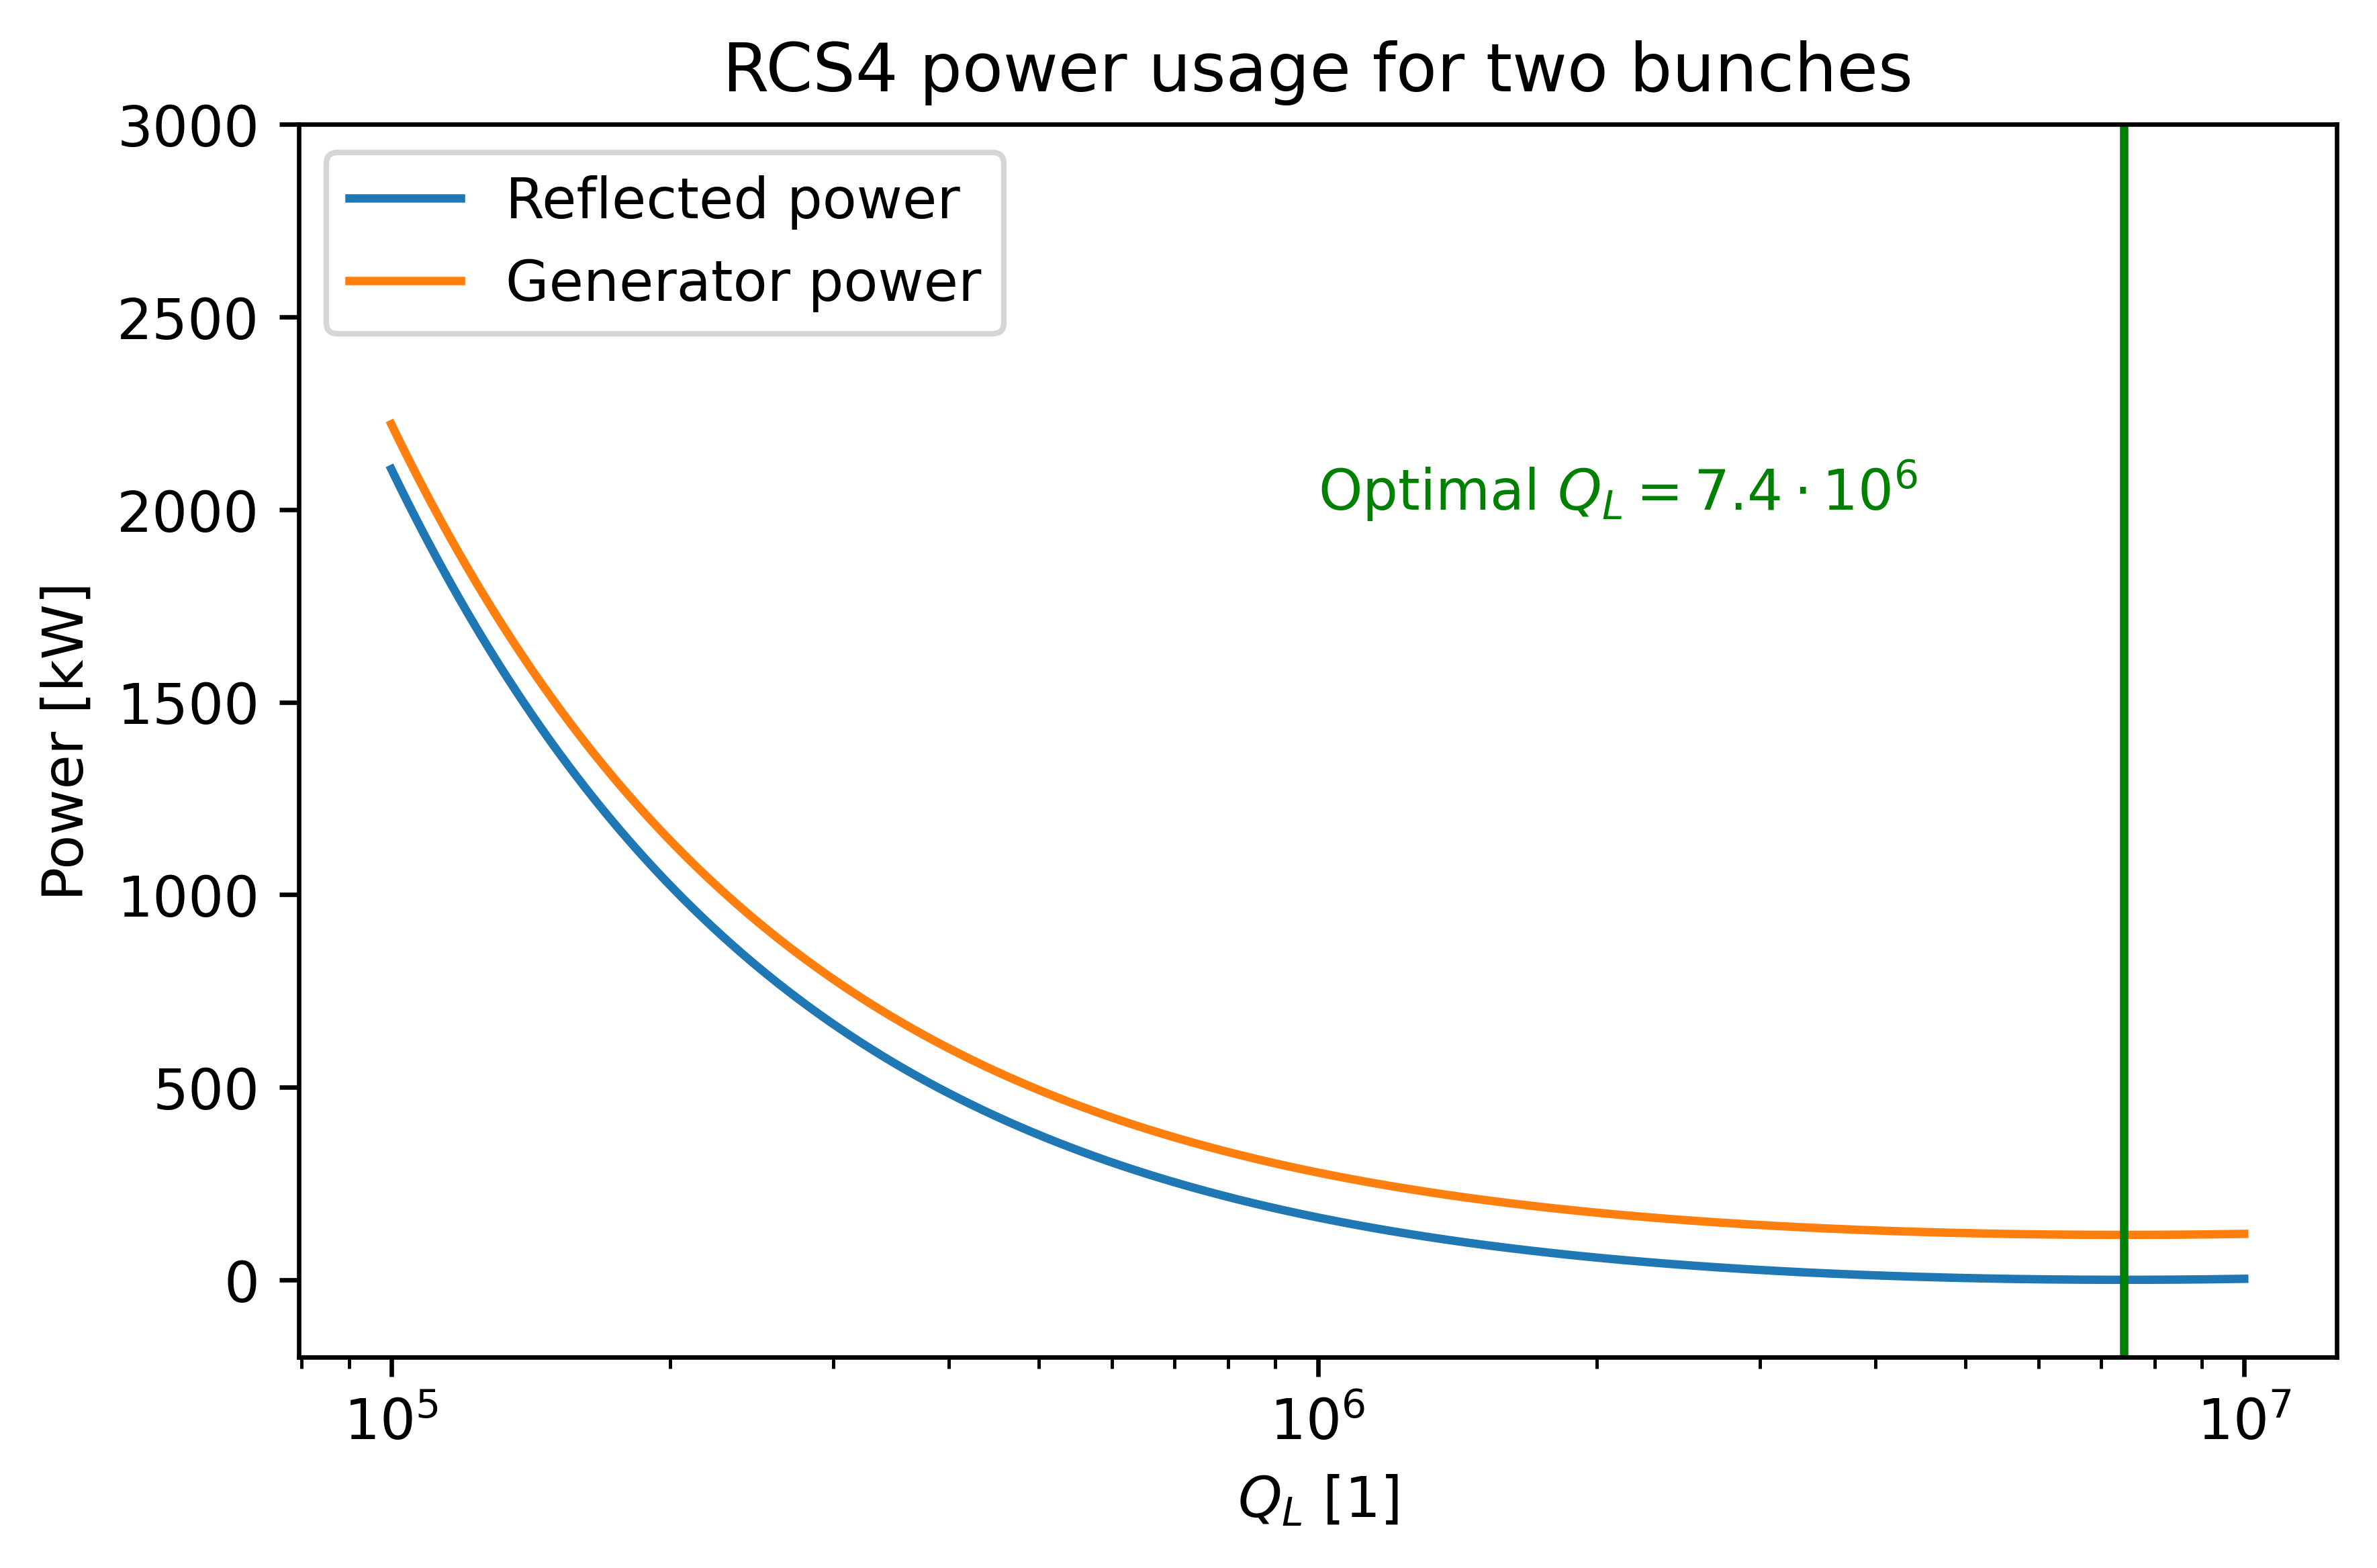 RCS4 power usage for two bunches
3000
2500
2000
1500
1000
500
0
Power [kW]
Reflected power
Generator power
Optimal $Q_L = 7.4 \cdot 10^6$
$10^5$
$10^6$
$10^7$
$Q_L$ [1]